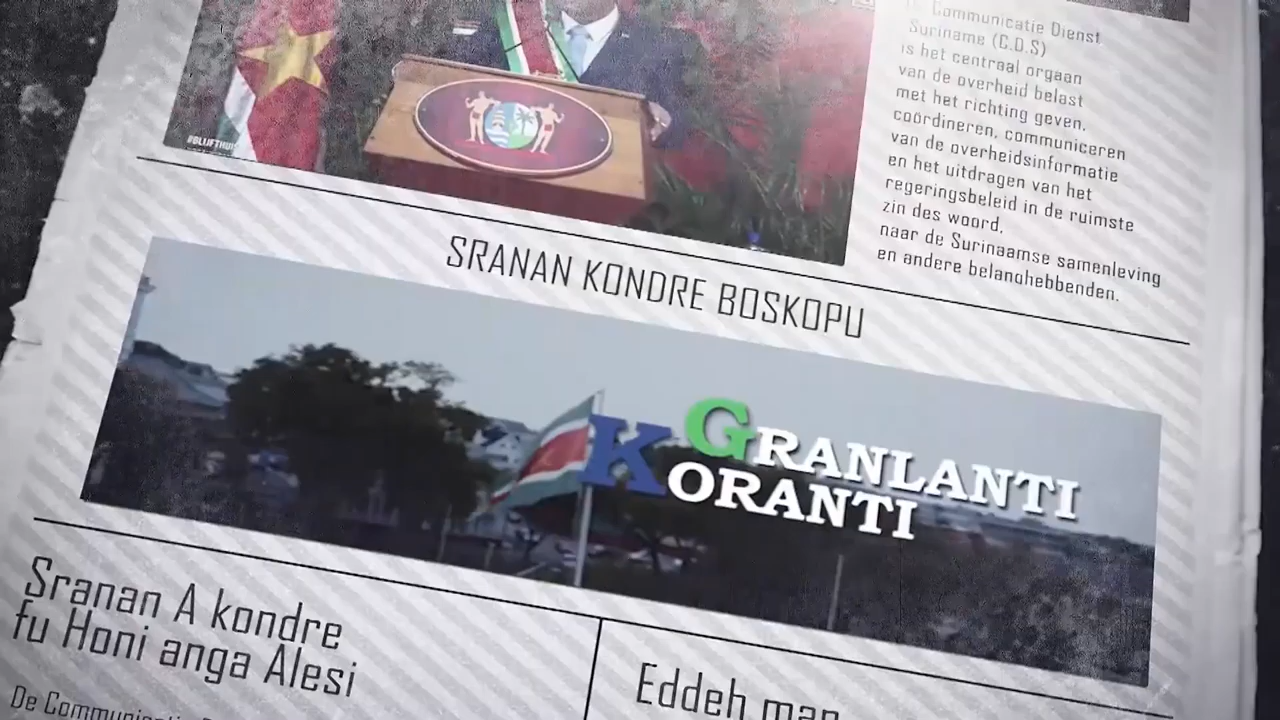 #BLIJFTHUIS
Communicatie Dienst
Suriname (C.D.S)
is het centraal orgaan
van de overheid belast
met het richting geven,
coördineren, communiceren
van de overheidsinformatie
en het uitdragen van het
regeringsbeleid in de ruimste
zin des woord.
naar de Surinaamse samenleving
en andere belanghebbenden.
SRANAN KONDRE BOSKOPU
GRANLANTI
KORANTI
Sranan A kondre
fu Honi anga Alesi
De
Eddeh man